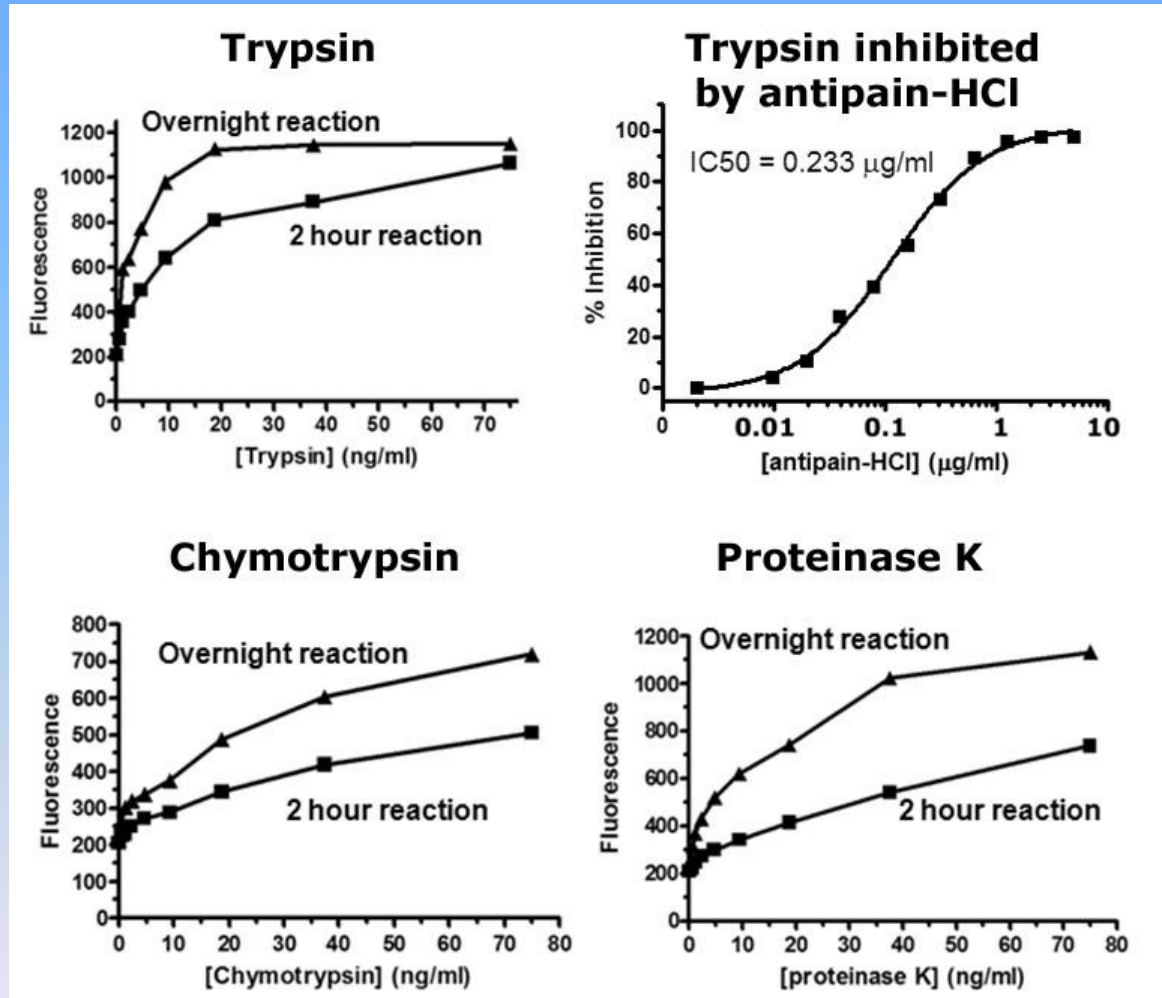 Trypsin
Overnight reaction
2 hour reaction
Fluorescence
1200
1000
800
600
400
200
0
0 10 20 30 40 50 60 70
[Trypsin] (ng/ml)
Trypsin inhibited
by antipain-HCl
IC50 = 0.233 μg/ml
% Inhibition
100
80
60
40
20
0
0 0.01 0.1 1 10
[antipain-HCl] (μg/ml)
Chymotrypsin
Overnight reaction
2 hour reaction
Fluorescence
800
700
600
500
400
300
200
100
0
0 10 20 30 40 50 60 70 80
[Chymotrypsin] (ng/ml)
Proteinase K
Overnight reaction
2 hour reaction
Fluorescence
1200
1000
800
600
400
200
0
0 10 20 30 40 50 60 70 80
[proteinase K] (ng/ml)